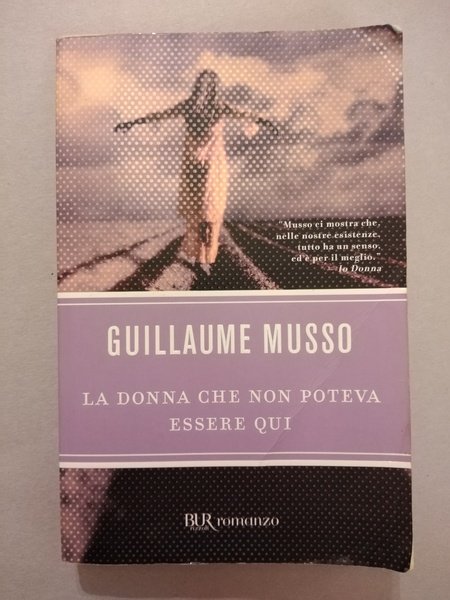 "Musso ci mostra che,
nelle nostre esistenze,
tutto ha un senso,
ed è per il meglio."
Io Donna
GUILLAUME MUSSO
LA DONNA CHE NON POTEVA
ESSERE QUI
BUR romanzo
RIZZOLI